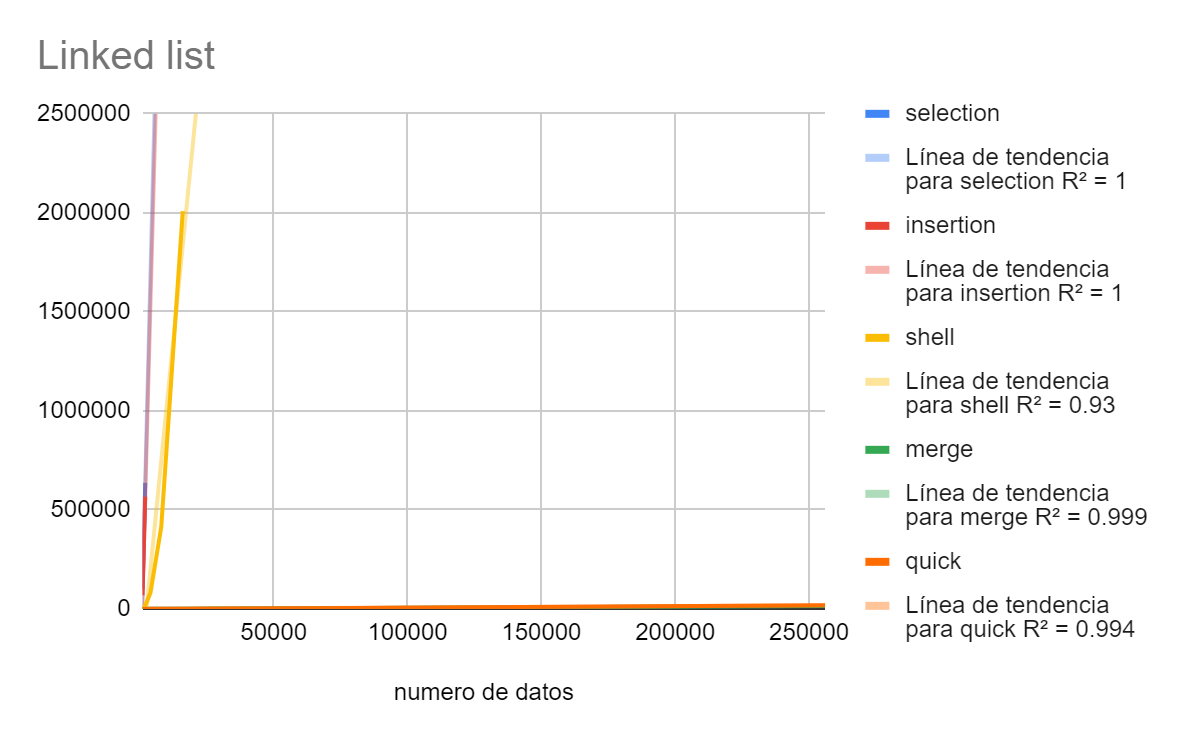 Linked list
2500000
2000000
1500000
1000000
500000
0
50000
100000
150000
200000
250000
numero de datos
selection
Línea de tendencia
para selection R² = 1
insertion
Línea de tendencia
para insertion R² = 1
shell
Línea de tendencia
para shell R² = 0.93
merge
Línea de tendencia
para merge R² = 0.999
quick
Línea de tendencia
para quick R² = 0.994